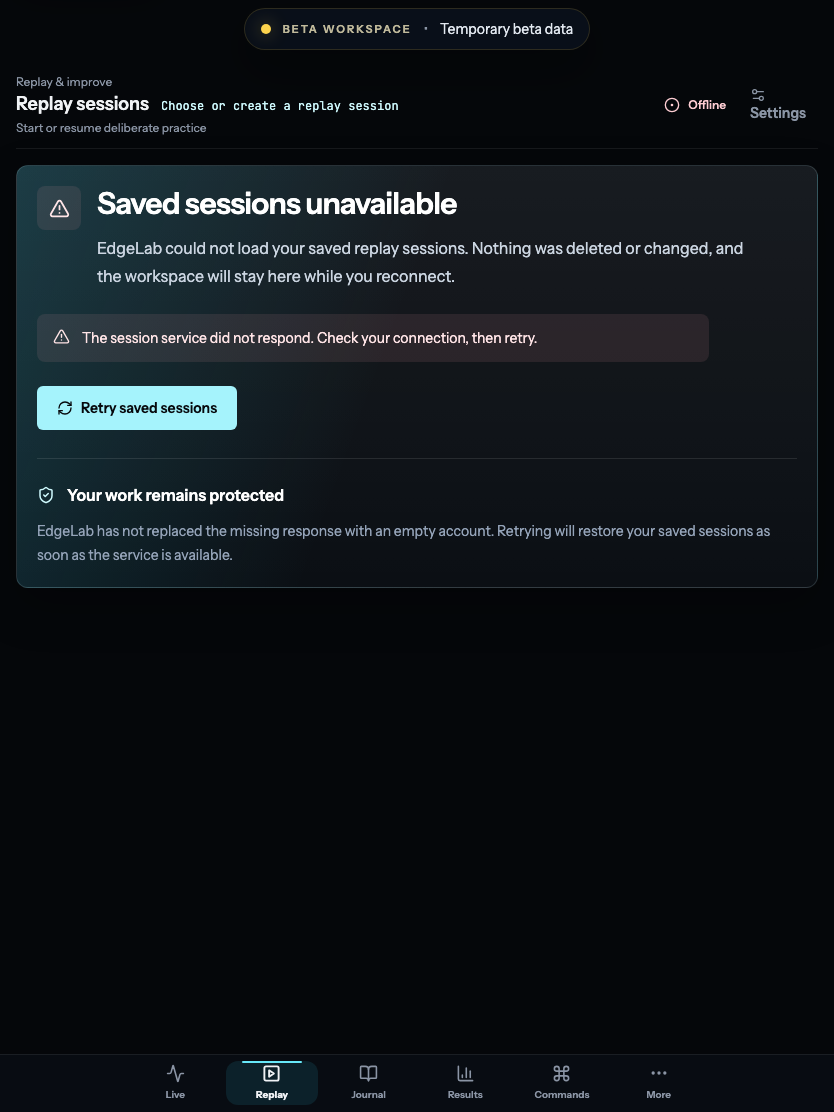 BETA WORKSPACE · Temporary beta data
Replay & improve
Replay sessions Choose or create a replay session
Start or resume deliberate practice
Offline
Settings
Saved sessions unavailable
EdgeLab could not load your saved replay sessions. Nothing was deleted or changed, and
the workspace will stay here while you reconnect.
The session service did not respond. Check your connection, then retry.
Retry saved sessions
Your work remains protected
EdgeLab has not replaced the missing response with an empty account. Retrying will restore your saved sessions as
soon as the service is available.
Live
Replay
Journal
Results
Commands
More